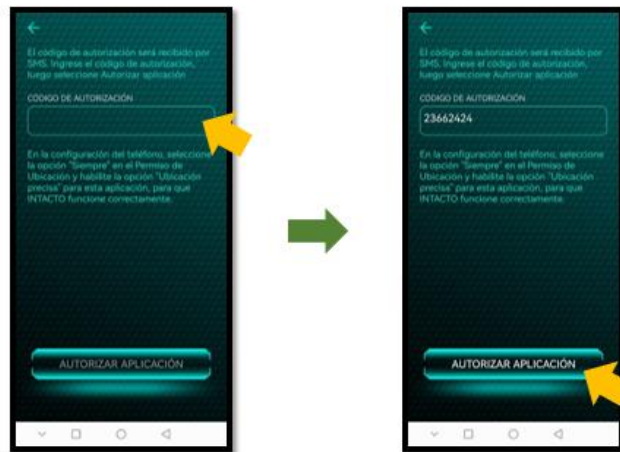 El código de autorización será recibido por
SMS. Ingrese el código de autorización,
luego seleccione Autorizar aplicación
CÓDIGO DE AUTORIZACIÓN
En la configuración del teléfono, seleccione
la opción "Siempre" en el Permiso de
Ubicación y habilite la opción "Ubicación
precisa" para esta aplicación, para que
INTACTO funcione correctamente.
AUTORIZAR APLICACIÓN
El código de autorización será recibido por
SMS. Ingrese el código de autorización,
luego seleccione Autorizar aplicación
CÓDIGO DE AUTORIZACIÓN
23662424
En la configuración del teléfono, seleccione
la opción "Siempre" en el Permiso de
Ubicación y habilite la opción "Ubicación
precisa" para esta aplicación, para que
INTACTO funcione correctamente.
AUTORIZAR APLICACIÓN